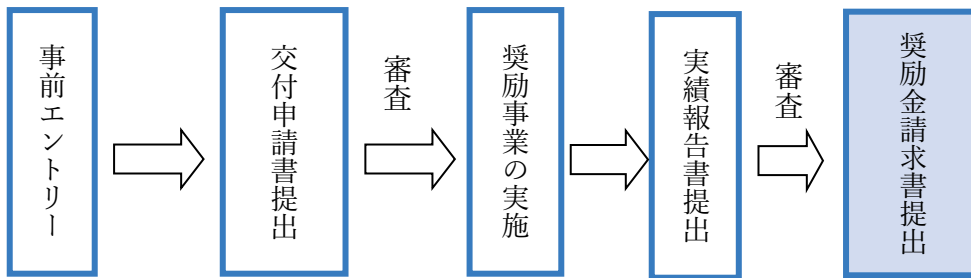 事前エントリー
交付申請書提出
審査
奨励事業の実施
実績報告書提出
審査
奨励金請求書提出